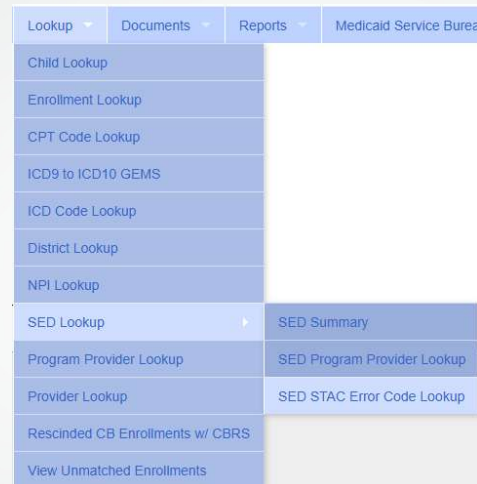 Lookup Documents Reports Medicaid Service
Child Lookup
Enrollment Lookup
CPT Code Lookup
ICD9 to ICD10 GEMS
ICD Code Lookup
District Lookup
NPI Lookup
SED Lookup SED Summary
Program Provider Lookup SED Program Provider Lookup
Provider Lookup SED STAC Error Code Lookup
Rescinded CB Enrollments w/ CBRS
View Unmatched Enrollments